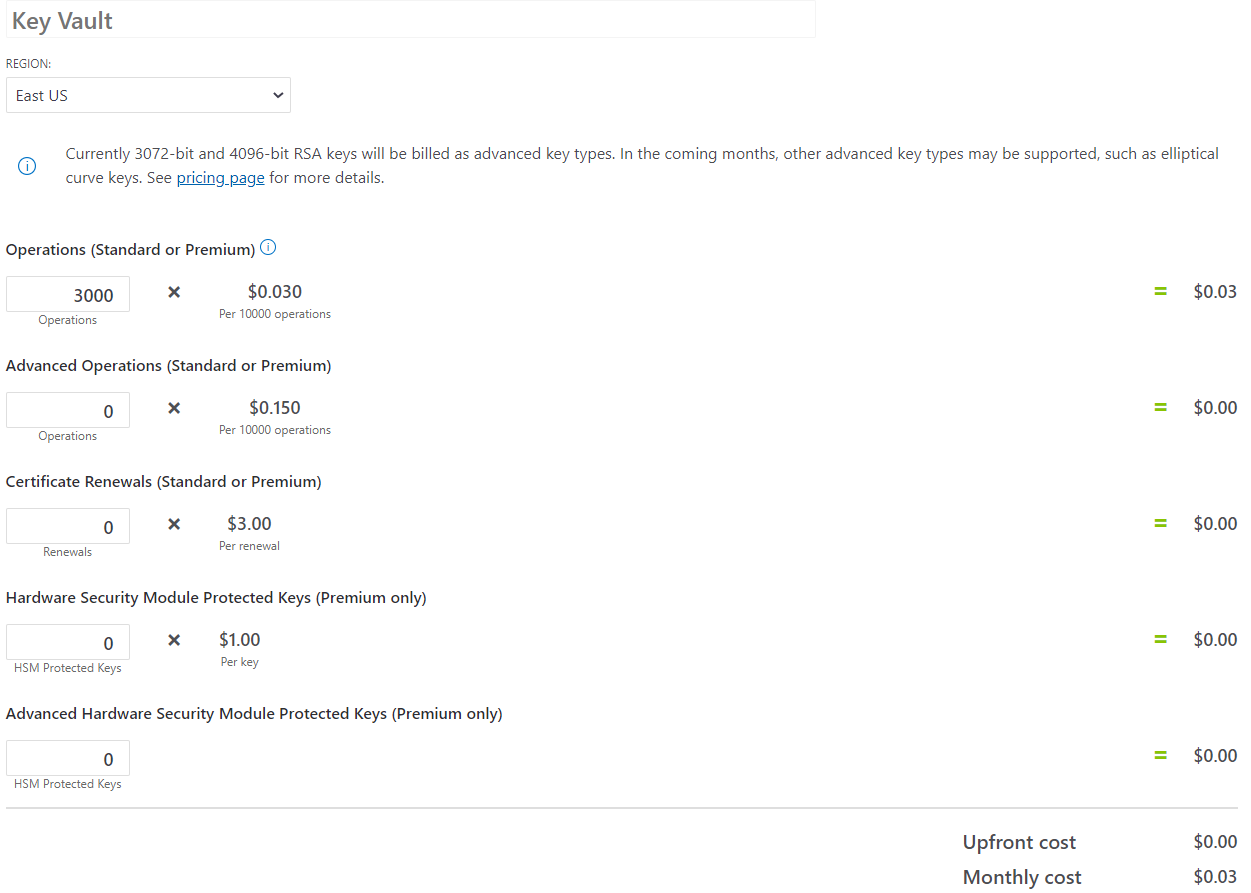 Key Vault
REGION:
East US
Currently 3072-bit and 4096-bit RSA keys will be billed as advanced key types. In the coming months, other advanced key types may be supported, such as elliptical
curve keys. See pricing page for more details.
Operations (Standard or Premium)
3000 × $0.030 = $0.03
Operations Per 10000 operations
Advanced Operations (Standard or Premium)
0 × $0.150 = $0.00
Operations Per 10000 operations
Certificate Renewals (Standard or Premium)
0 × $3.00 = $0.00
Renewals Per renewal
Hardware Security Module Protected Keys (Premium only)
0 × $1.00 = $0.00
HSM Protected Keys Per key
Advanced Hardware Security Module Protected Keys (Premium only)
0 = $0.00
HSM Protected Keys
Upfront cost $0.00
Monthly cost $0.03